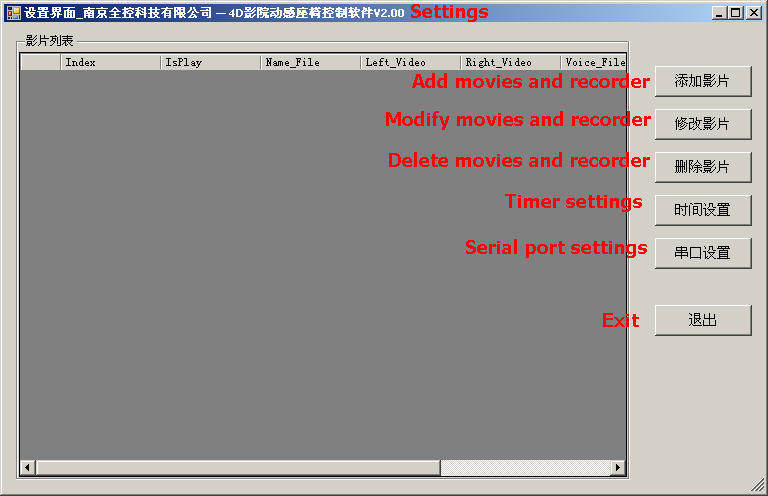 设置界面_南京全控科技有限公司 — 4D影院动感座椅控制软件V2.00 Settings
影片列表
Index IsPlay Name_File Left_Video Right_Video Voice_File
Add movies and recorder 添加影片
Modify movies and recorder 修改影片
Delete movies and recorder 删除影片
Timer settings 时间设置
Serial port settings 串口设置
Exit 退出